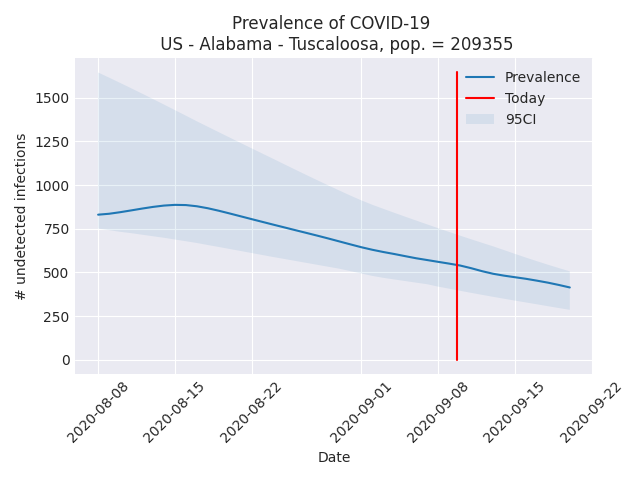 Prevalence of COVID-19
US - Alabama - Tuscaloosa, pop. = 209355
Prevalence
Today
95CI
# undetected infections
1500
1250
1000
750
500
250
0
2020-08-08
2020-08-15
2020-08-22
2020-09-01
2020-09-08
2020-09-15
2020-09-22
Date